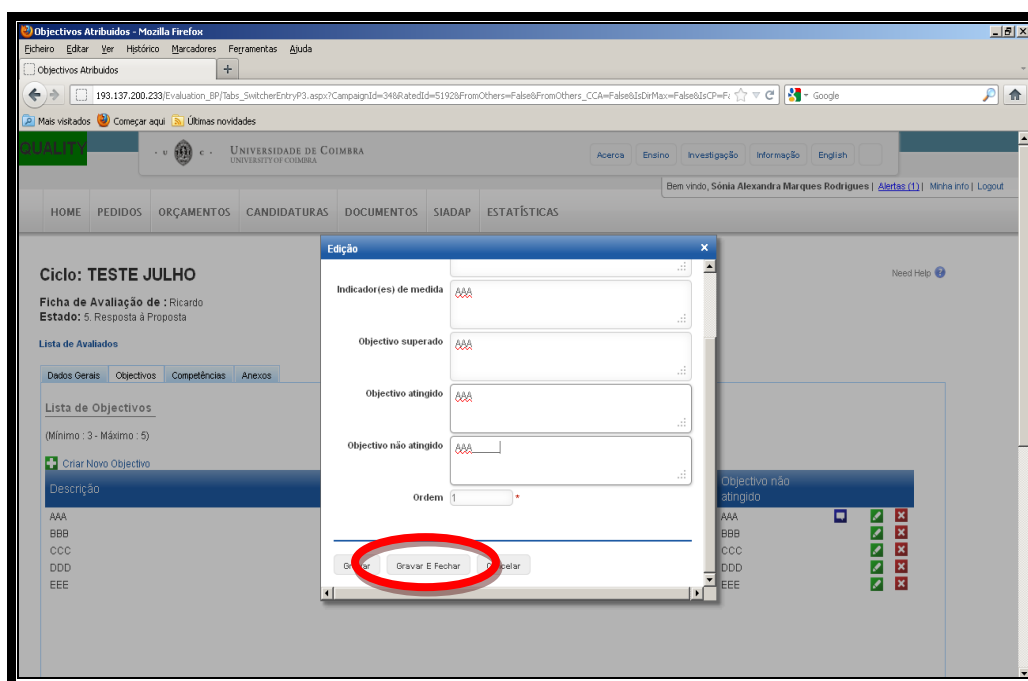 Objectivos Atribuidos - Mozilla Firefox
Ficheiro Editar Ver Histórico Marcadores Ferramentas Ajuda
Objectivos Atribuidos +
193.137.200.233/Evaluation_BP/Tabs_SwitcherEntryP3.aspx?CampaignId=346&RatedId=5192&FromOthers=False&FromOthers_CCA=False&IsDirMax=False&IsCP=F Google
Mais visitados Começar aqui Últimas novidades
QUALITY
· U C · UNIVERSIDADE DE COIMBRA
UNIVERSITY OF COIMBRA
Acerca Ensino Investigação Informação English
Bem vindo, Sónia Alexandra Marques Rodrigues | Alertas (1) | Minha info | Logout
HOME PEDIDOS ORÇAMENTOS CANDIDATURAS DOCUMENTOS SIADAP ESTATÍSTICAS
Edição
Ciclo: TESTE JULHO
Need Help ?
Ficha de Avaliação de : Ricardo
Estado: 5. Resposta à Proposta
Lista de Avaliados
Dados Gerais Objectivos Competências Anexos
Lista de Objectivos
(Mínimo : 3 - Máximo : 5)
Criar Novo Objectivo
Descrição
Objectivo não
atingido
AAA
BBB
CCC
DDD
EEE
AAA
BBB
CCC
DDD
EEE
Indicador(es) de medida AAA
Objectivo superado AAA
Objectivo atingido AAA
Objectivo não atingido AAA
Ordem 1 *
Gravar E Fechar